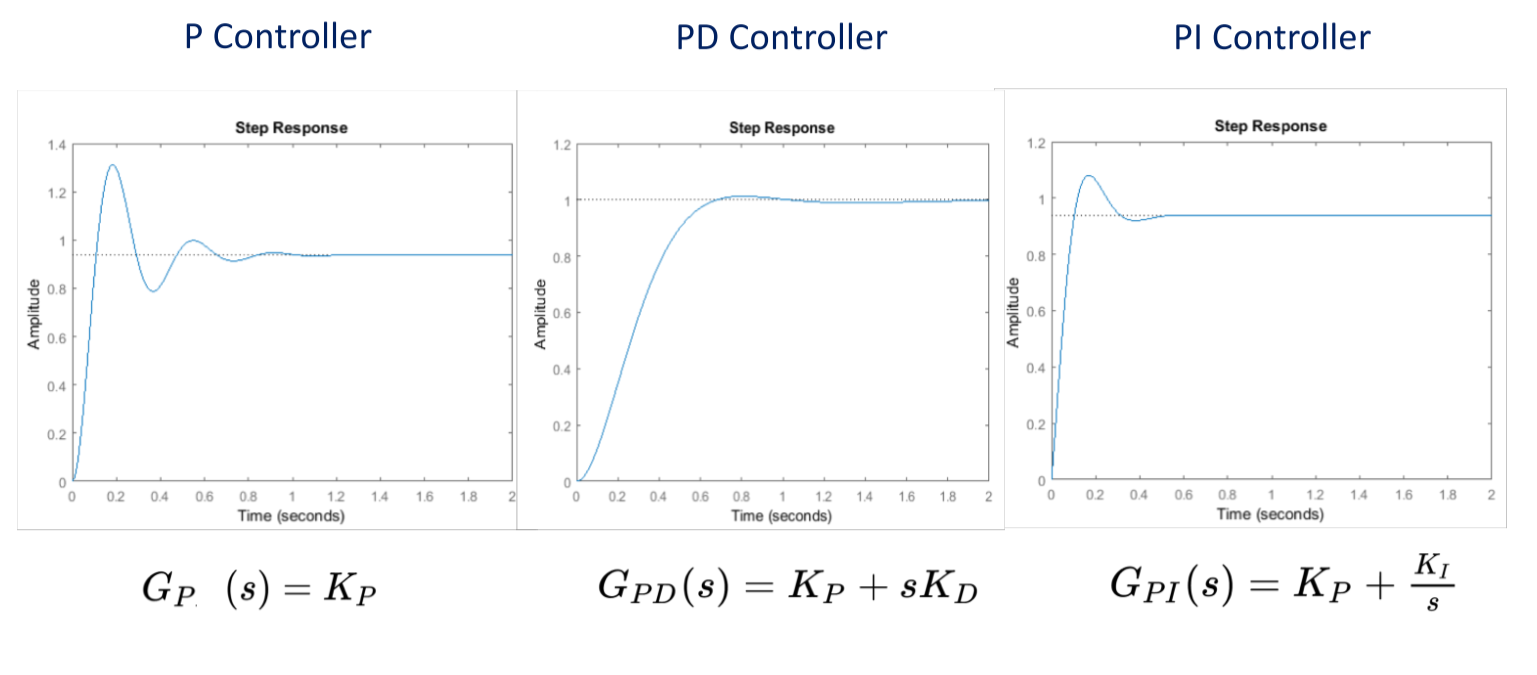 P Controller
PD Controller
PI Controller
Step Response
1.4
1.2
1
0.8
0.6
0.4
0.2
0
Amplitude
0 0.2 0.4 0.6 0.8 1 1.2 1.4 1.6 1.8 2
Time (seconds)
Step Response
1.2
1
0.8
0.6
0.4
0.2
0
Amplitude
0 0.2 0.4 0.6 0.8 1 1.2 1.4 1.6 1.8 2
Time (seconds)
Step Response
1.2
1
0.8
0.6
0.4
0.2
0
Amplitude
0 0.2 0.4 0.6 0.8 1 1.2 1.4 1.6 1.8 2
Time (seconds)
G_P (s) = K_P
G_{PD}(s) = K_P + sK_D
G_{PI}(s) = K_P + \frac{K_I}{s}